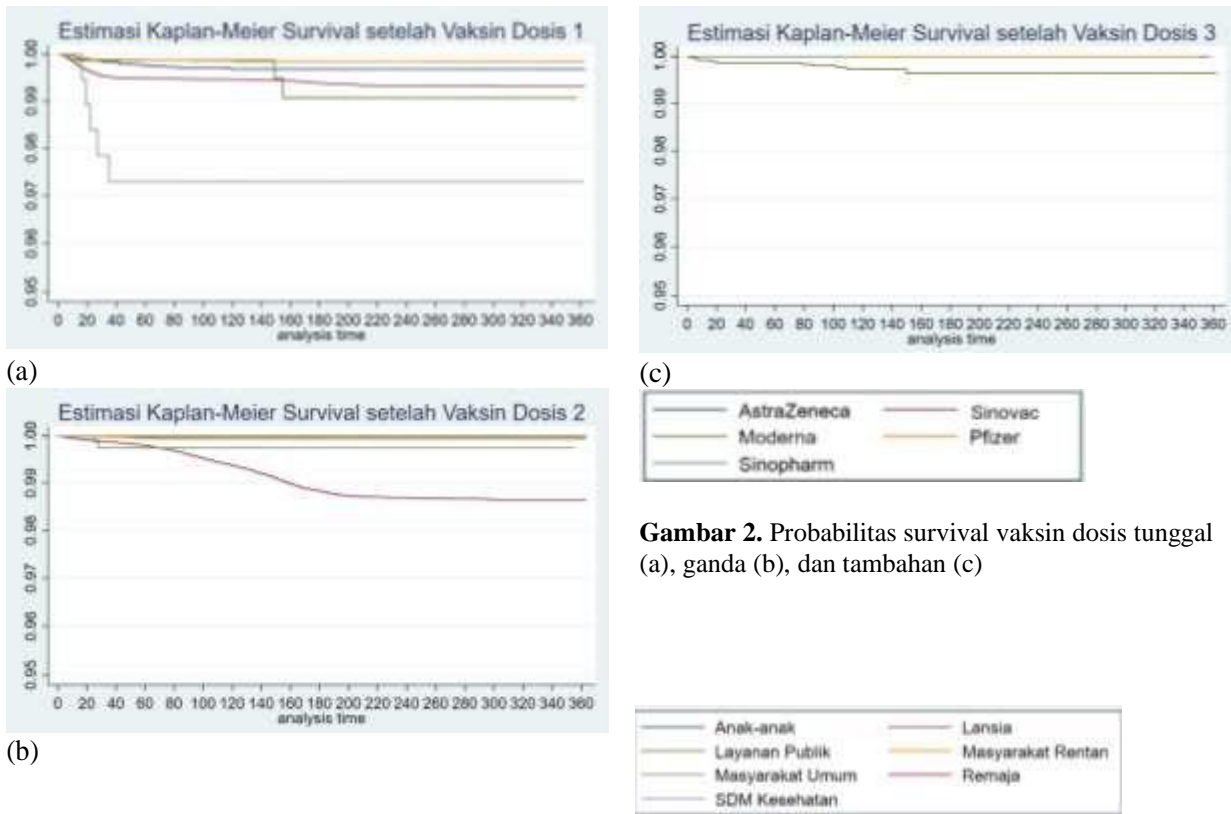 Estimasi Kaplan-Meier Survival setelah Vaksin Dosis 1
1.00
0.99
0.98
0.97
0.96
0.95
0 20 40 60 80 100 120 140 160 180 200 220 240 260 280 300 320 340 360
analysis time
(a)
Estimasi Kaplan-Meier Survival setelah Vaksin Dosis 2
1.00
0.99
0.98
0.97
0.96
0.95
0 20 40 60 80 100 120 140 160 180 200 220 240 260 280 300 320 340 360
analysis time
(b)
Estimasi Kaplan-Meier Survival setelah Vaksin Dosis 3
1.00
0.99
0.98
0.97
0.96
0.95
0 20 40 60 80 100 120 140 160 180 200 220 240 260 280 300 320 340 360
analysis time
(c)
AstraZeneca Sinovac
Moderna Pfizer
Sinopharm
Gambar 2. Probabilitas survival vaksin dosis tunggal
(a), ganda (b), dan tambahan (c)
Anak-anak Lansia
Layanan Publik Masyarakat Rentan
Masyarakat Umum Remaja
SDM Kesehatan